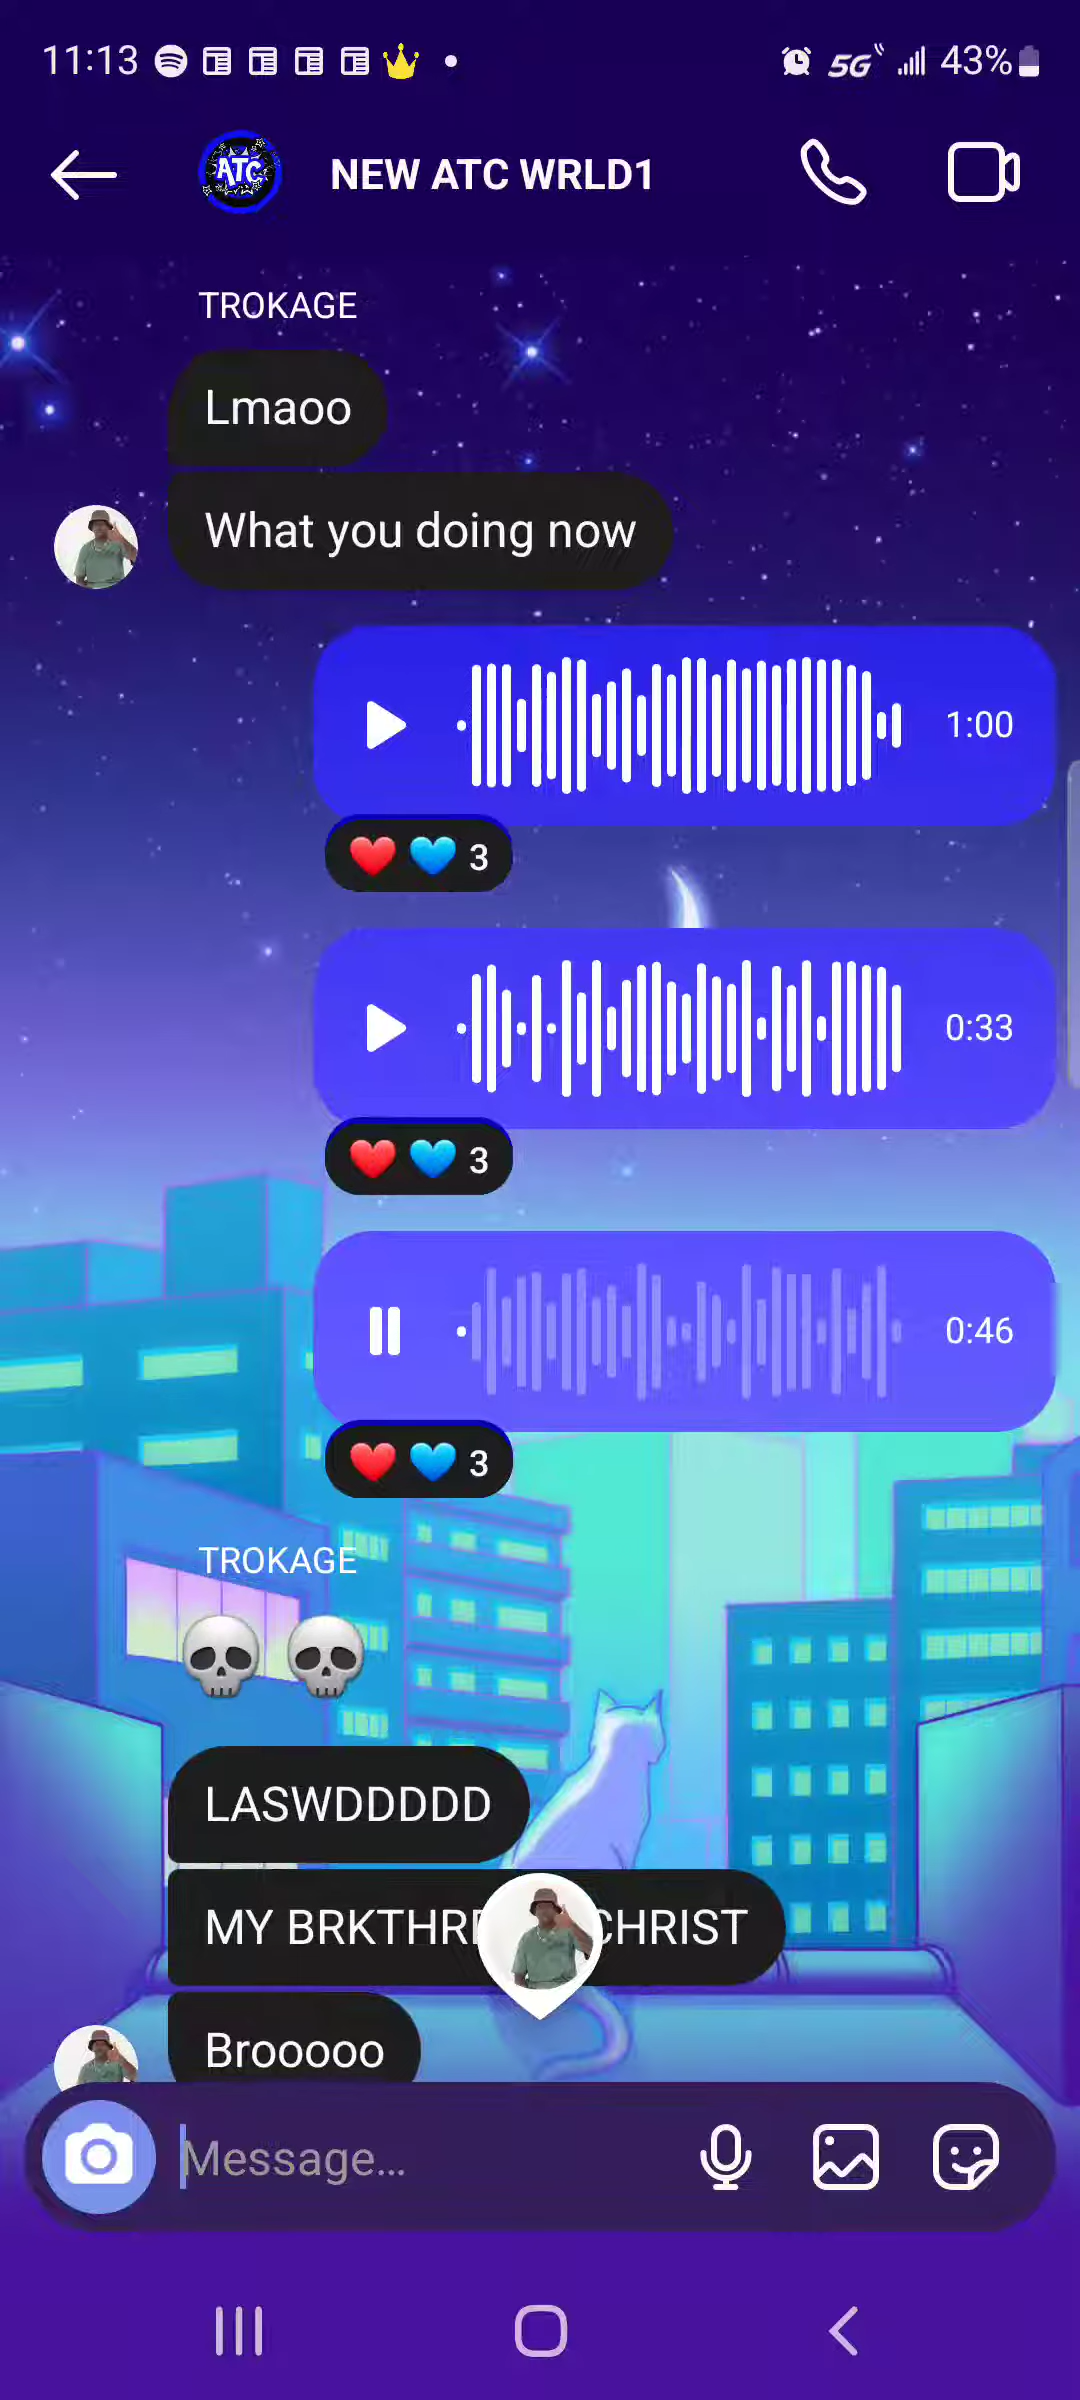 11:13
5G 43%
ATC
NEW ATC WRLD1
TROKAGE
Lmaoo
What you doing now
1:00
3
0:33
3
0:46
3
TROKAGE
LASWDDDDD
MY CHRIST
Brooooo
Message...